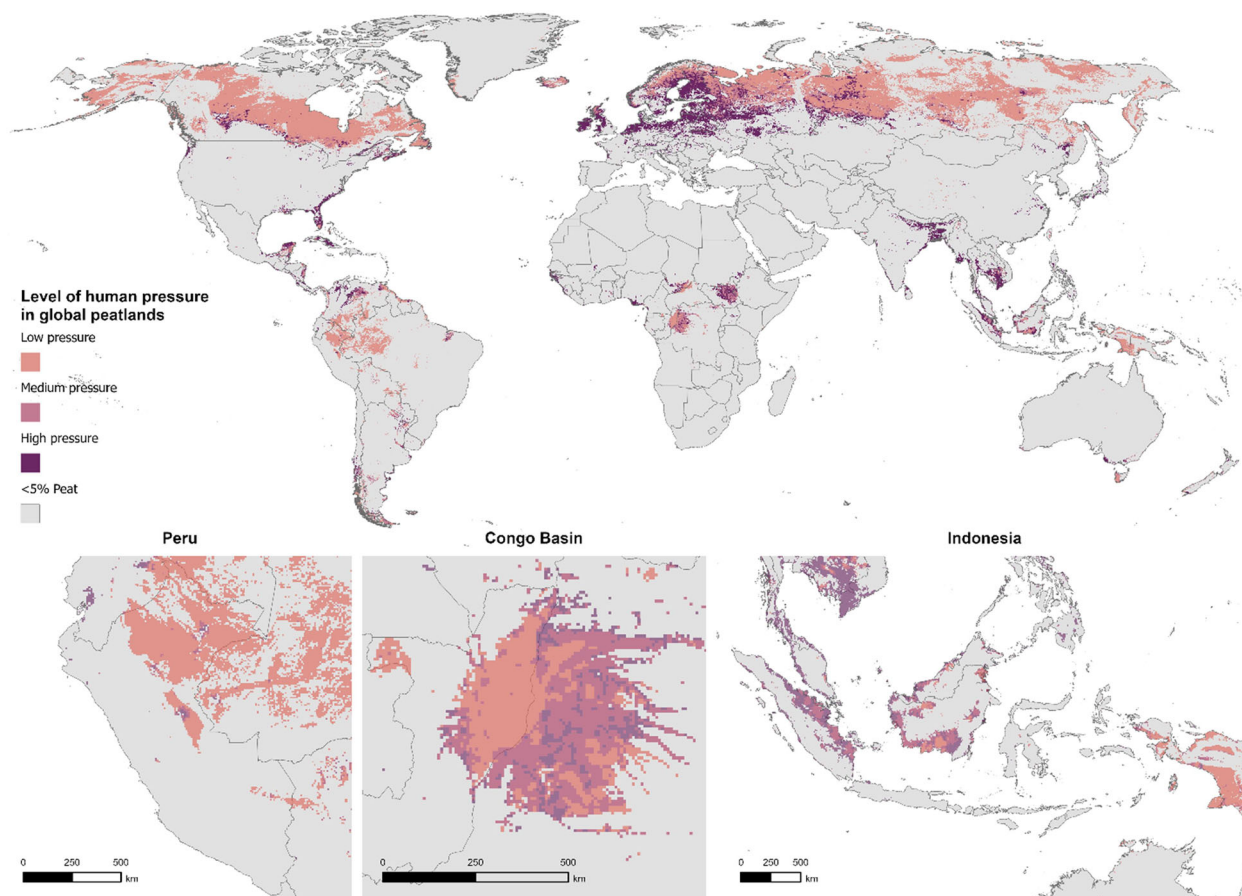 Level of human pressure
in global peatlands
Low pressure
Medium pressure
High pressure
<5% Peat
Peru
Congo Basin
Indonesia
0 250 500
km
0 250 500
km
0 250 500
km